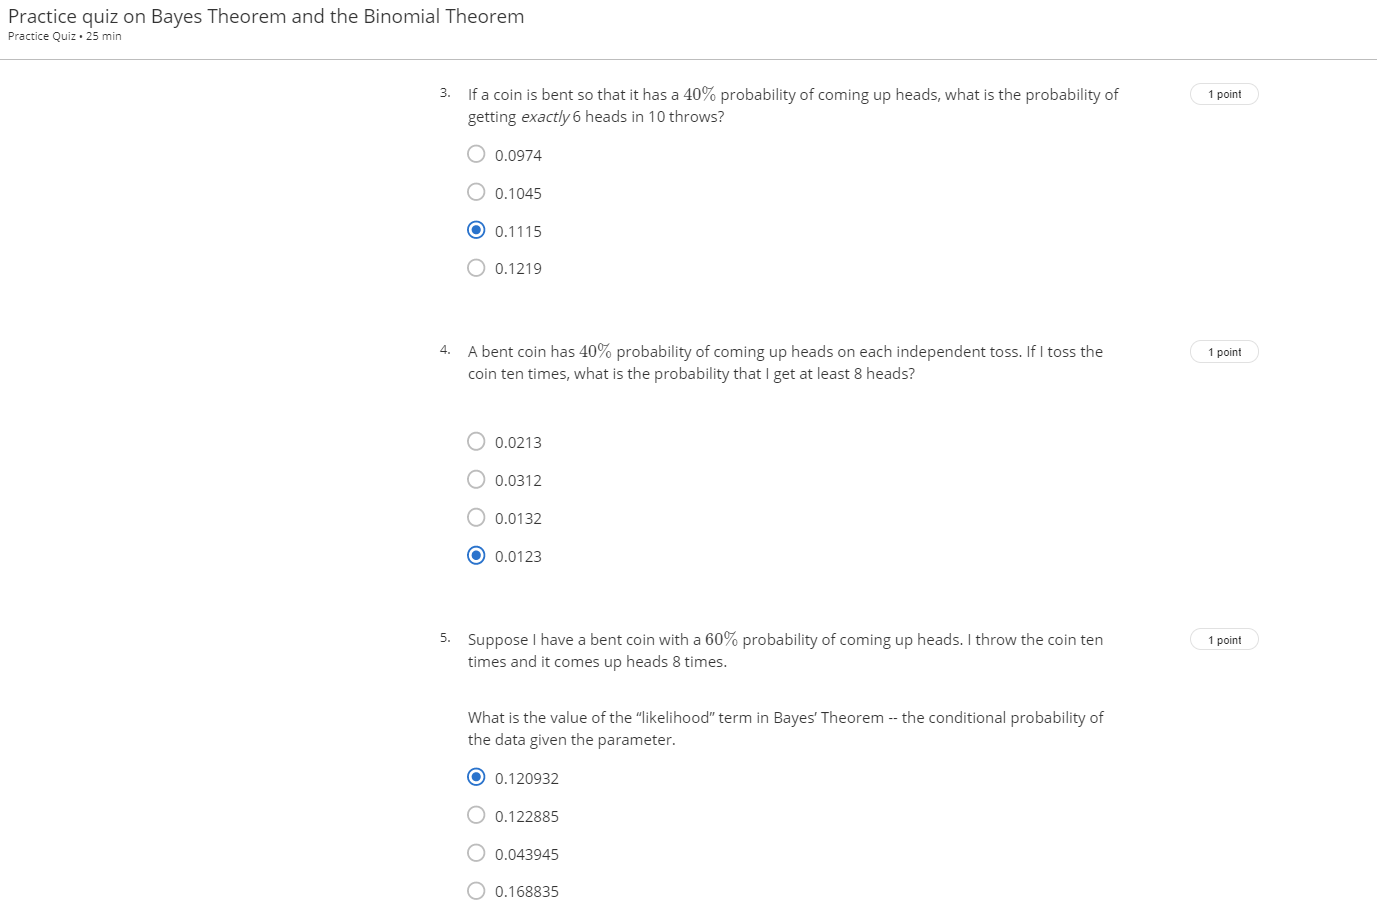 Practice quiz on Bayes Theorem and the Binomial Theorem
Practice Quiz • 25 min
3. If a coin is bent so that it has a 40% probability of coming up heads, what is the probability of
getting exactly 6 heads in 10 throws?
1 point
0.0974
0.1045
0.1115
0.1219
4. A bent coin has 40% probability of coming up heads on each independent toss. If I toss the
coin ten times, what is the probability that I get at least 8 heads?
1 point
0.0213
0.0312
0.0132
0.0123
5. Suppose I have a bent coin with a 60% probability of coming up heads. I throw the coin ten
times and it comes up heads 8 times.
1 point
What is the value of the “likelihood” term in Bayes’ Theorem -- the conditional probability of
the data given the parameter.
0.120932
0.122885
0.043945
0.168835